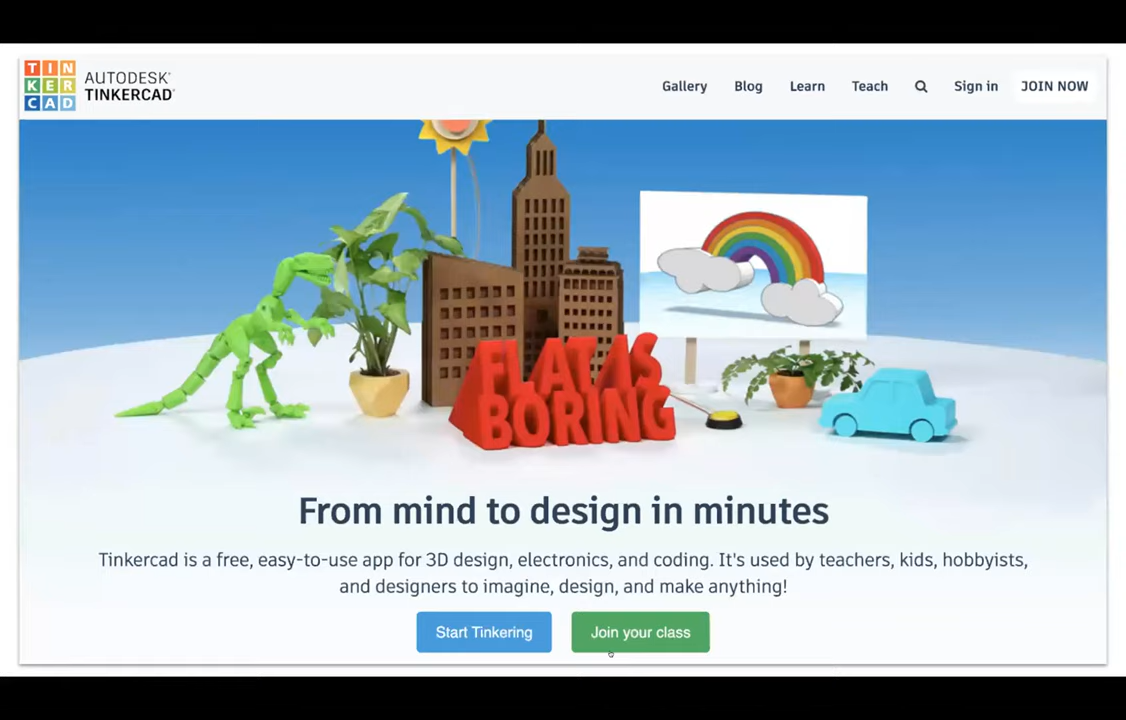 TIN
KER
CAD
AUTODESK®
TINKERCAD™
Gallery
Blog
Learn
Teach
Sign in
JOIN NOW
FLAT IS
BORING
From mind to design in minutes
Tinkercad is a free, easy-to-use app for 3D design, electronics, and coding. It's used by teachers, kids, hobbyists,
and designers to imagine, design, and make anything!
Start Tinkering
Join your class